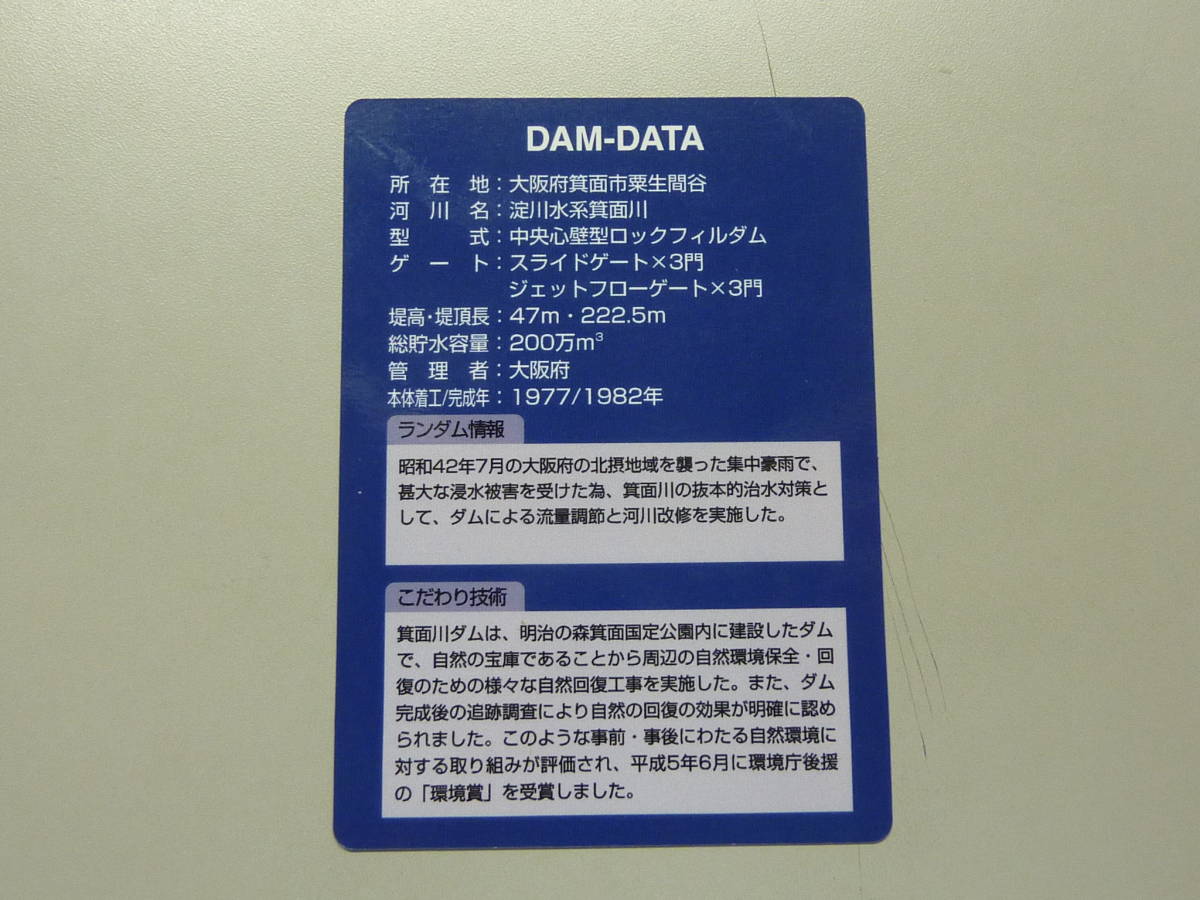 DAM-DATA
所在地：大阪府箕面市粟生間谷
河川名：淀川水系箕面川
型式：中央心壁型ロックフィルダム
ゲート：スライドゲート×3門
ジェットフローゲート×3門
堤高・堤頂長：47m・222.5m
総貯水容量：200万m³
管理者：大阪府
本体着工/完成年：1977/1982年
ランダム情報
昭和42年7月の大阪府の北摂地域を襲った集中豪雨で、
甚大な浸水被害を受けた為、箕面川の抜本的治水対策と
して、ダムによる流量調節と河川改修を実施した。
こだわり技術
箕面川ダムは、明治の森箕面国定公園内に建設したダム
で、自然の宝庫であることから周辺の自然環境保全・回
復のための様々な自然回復工事を実施した。また、ダム
完成後の追跡調査により自然の回復の効果が明確に認め
られました。このような事前・事後にわたる自然環境に
対する取り組みが評価され、平成5年6月に環境庁後援
の「環境賞」を受賞しました。